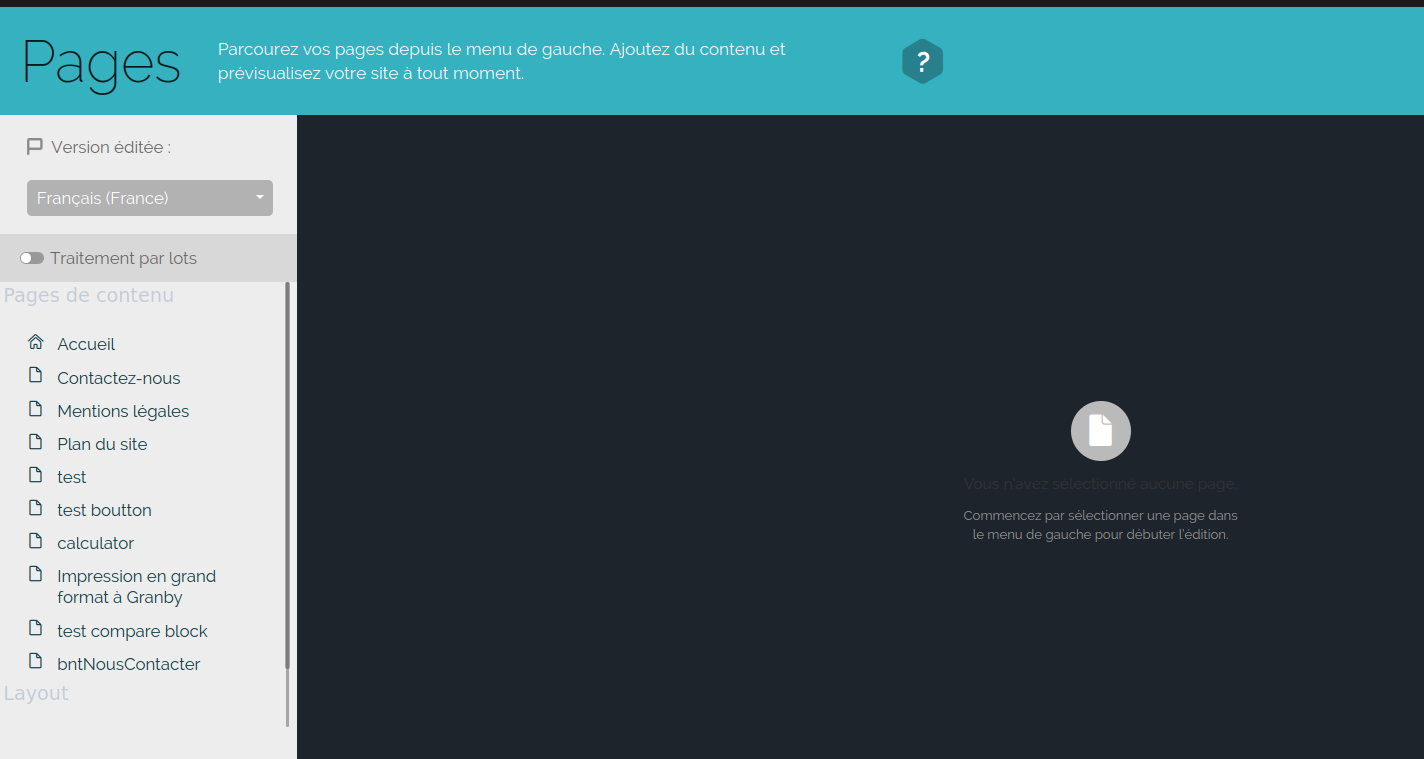 Pages
Parcourez vos pages depuis le menu de gauche. Ajoutez du contenu et
prévisualisez votre site à tout moment.
?
Version éditée :
Français (France)
Traitement par lots
Pages de contenu
Accueil
Contactez-nous
Mentions légales
Plan du site
test
test boutton
calculator
Impression en grand
format à Granby
test compare block
bntNousContacter
Layout
Vous n'avez sélectionné aucune page.
Commencez par sélectionner une page dans
le menu de gauche pour débuter l'édition.